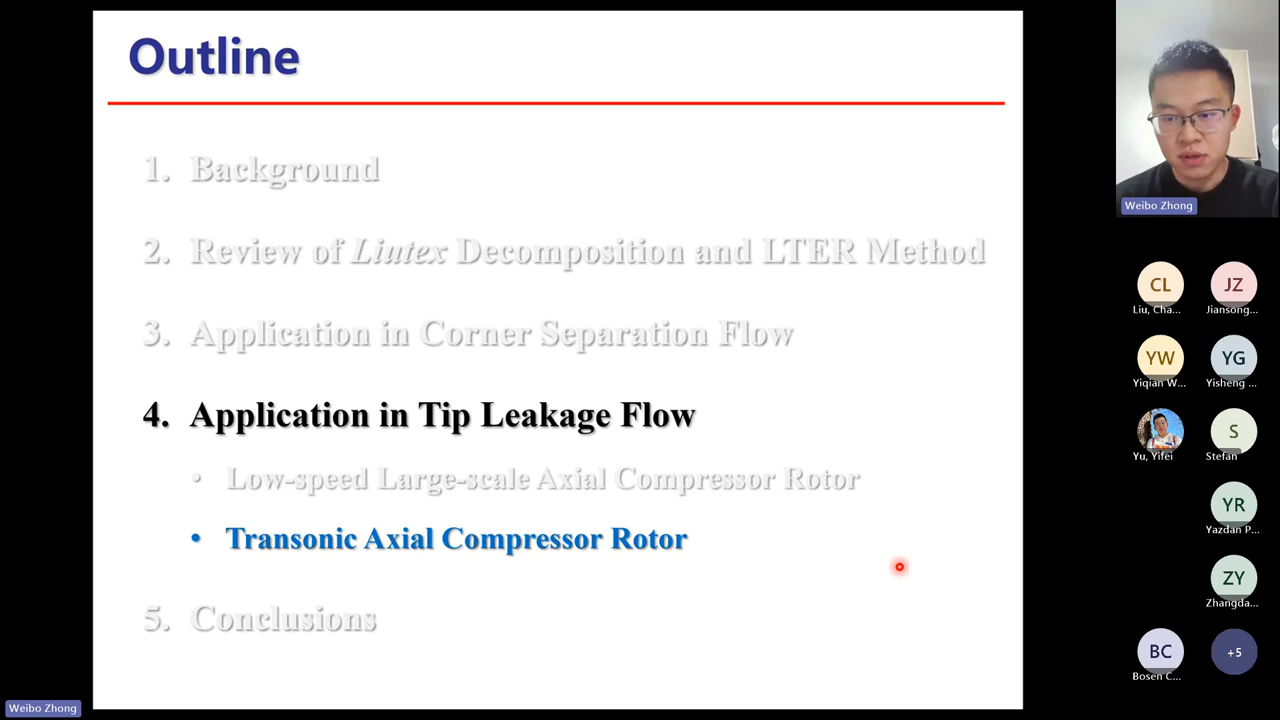 Outline
1. Background
2. Review of Liutex Decomposition and LTER Method
3. Application in Corner Separation Flow
4. Application in Tip Leakage Flow
• Low-speed Large-scale Axial Compressor Rotor
• Transonic Axial Compressor Rotor
5. Conclusions
Weibo Zhong
Weibo Zhong
CL
Liu, Cha...
JZ
Jiansong...
YW
Yiqian W...
YG
Yisheng ...
Yu, Yifei
S
Stefan
YR
Yazdan P...
ZY
Zhangda...
BC
Bosen C...
+5